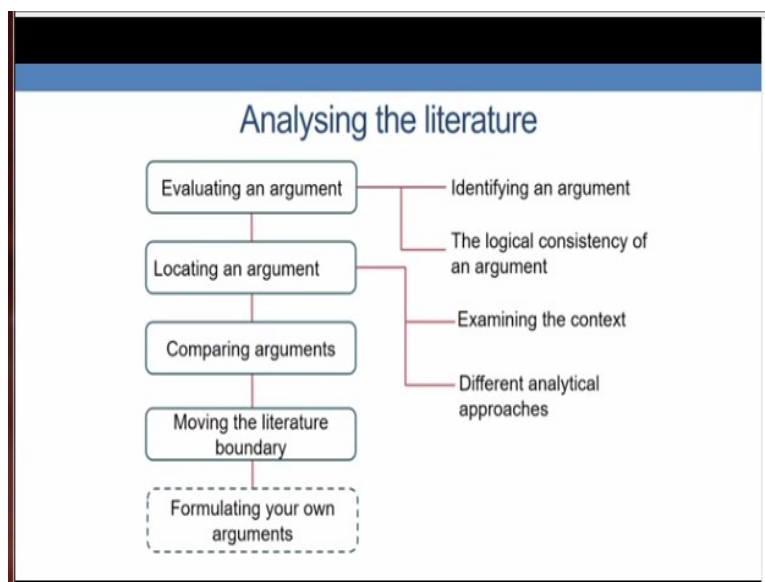 Analysing the literature
Evaluating an argument
Identifying an argument
The logical consistency of
an argument
Locating an argument
Examining the context
Different analytical
approaches
Comparing arguments
Moving the literature
boundary
Formulating your own
arguments